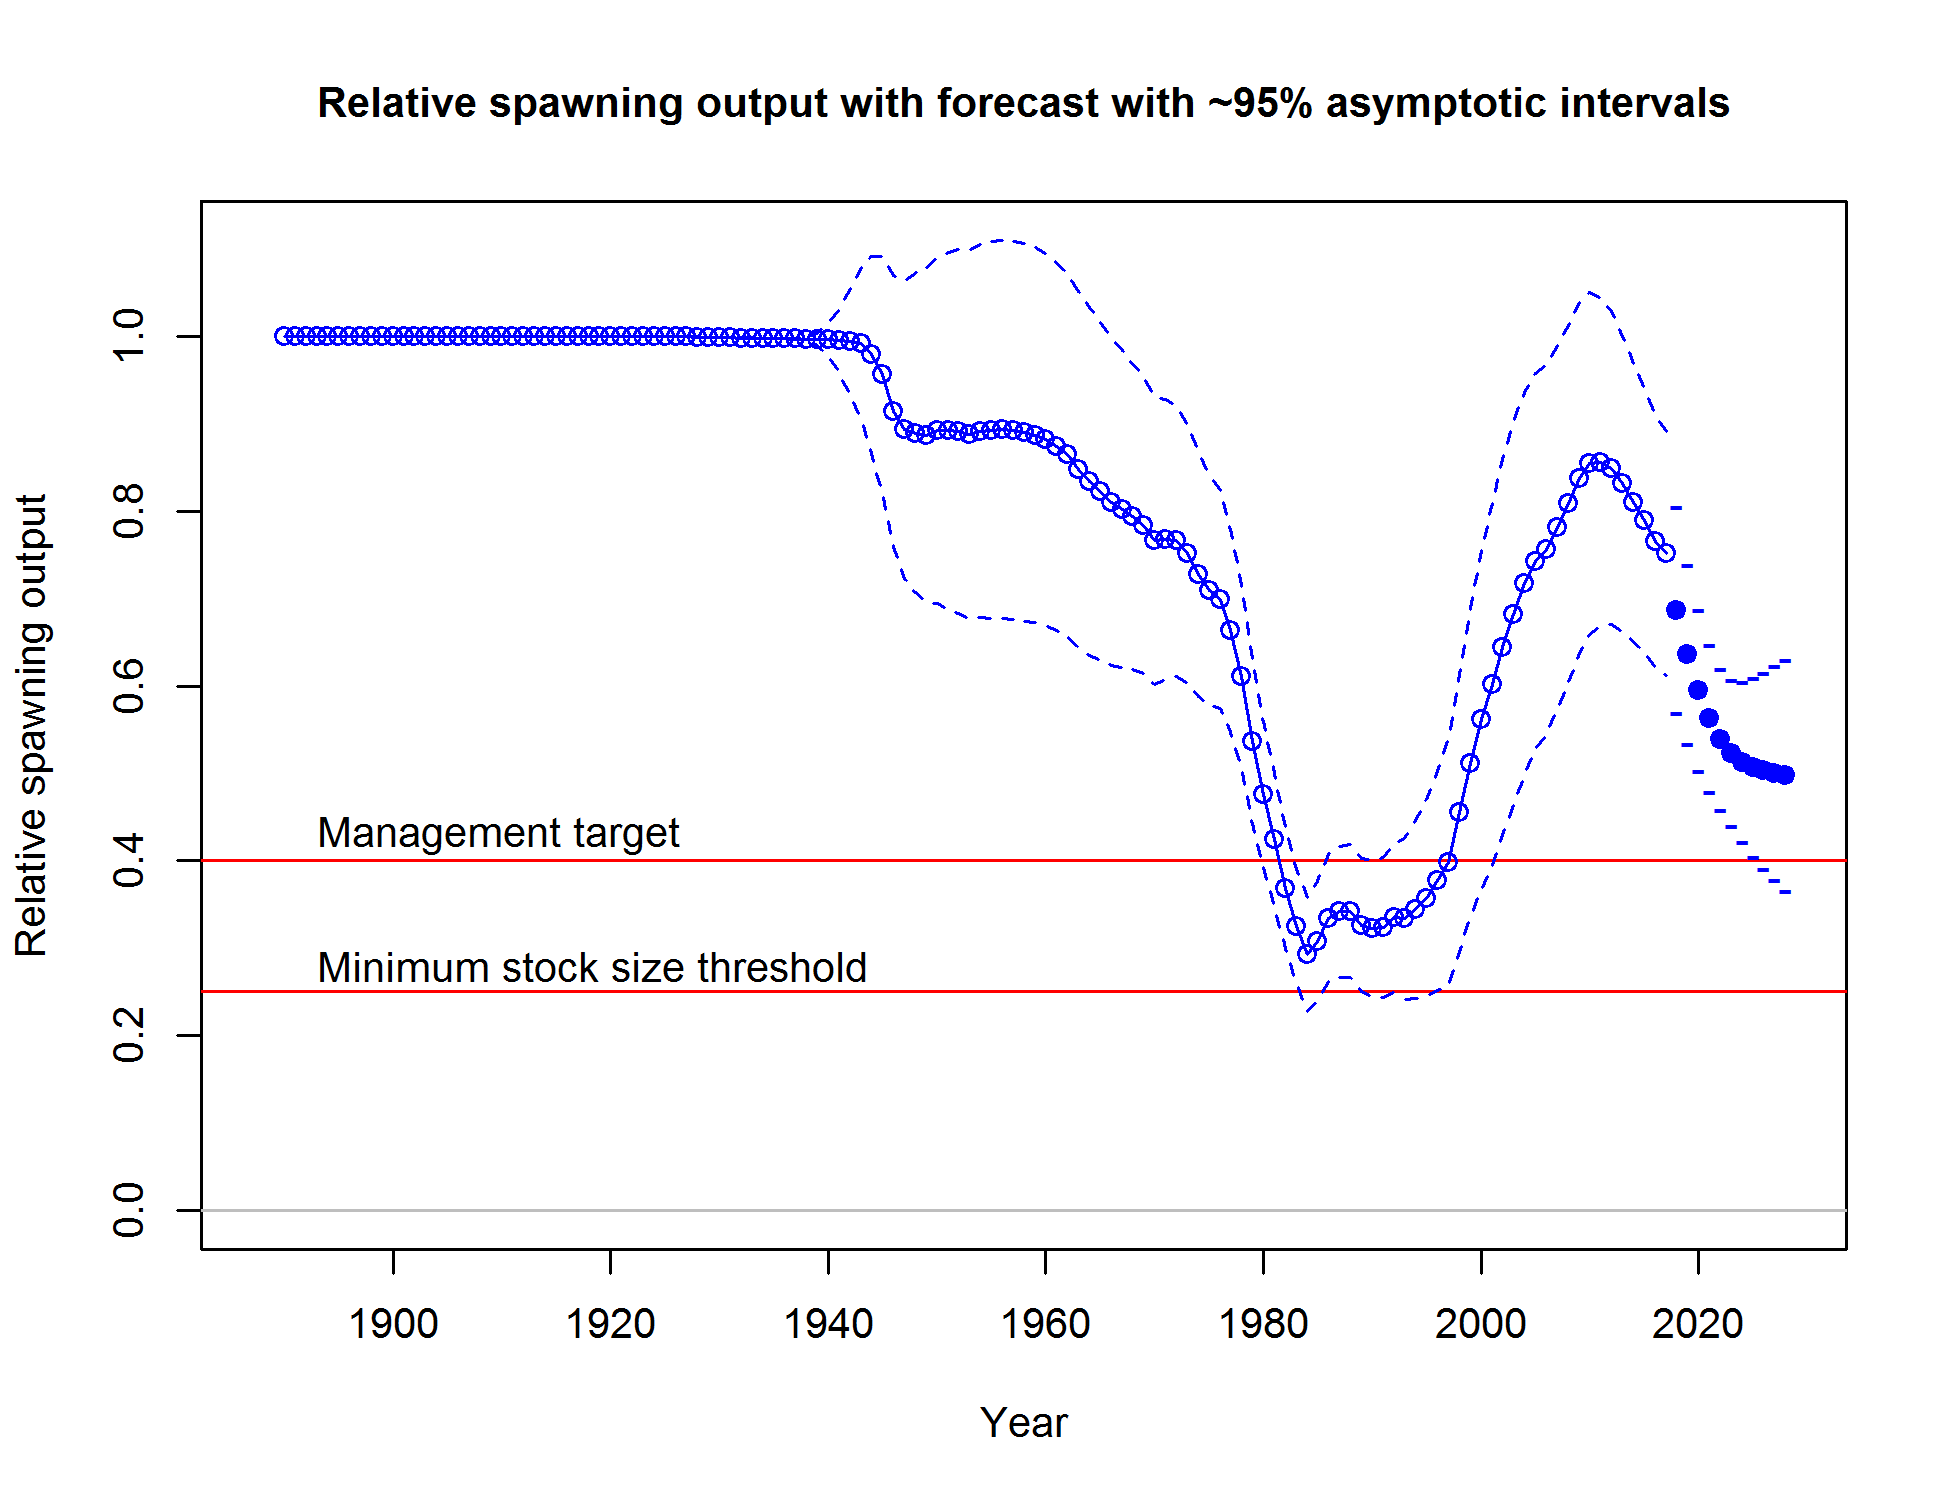 Relative spawning output with forecast with ~95% asymptotic intervals
Relative spawning output
1.0
0.8
0.6
0.4
0.2
0.0
Management target
Minimum stock size threshold
1900 1920 1940 1960 1980 2000 2020
Year